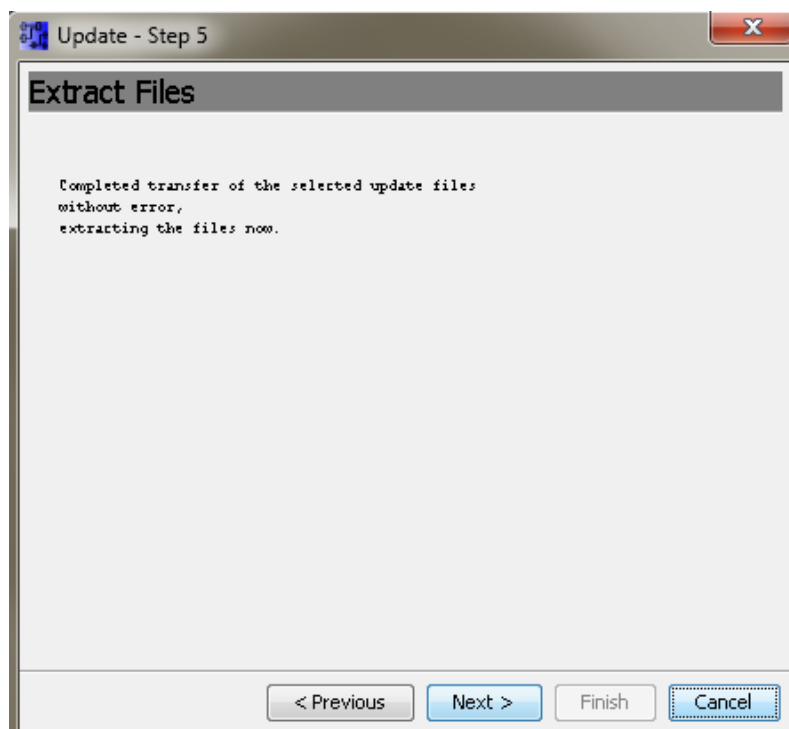 Update - Step 5
Extract Files
Completed transfer of the selected update files
without error,
extracting the files now.
< Previous
Next >
Finish
Cancel